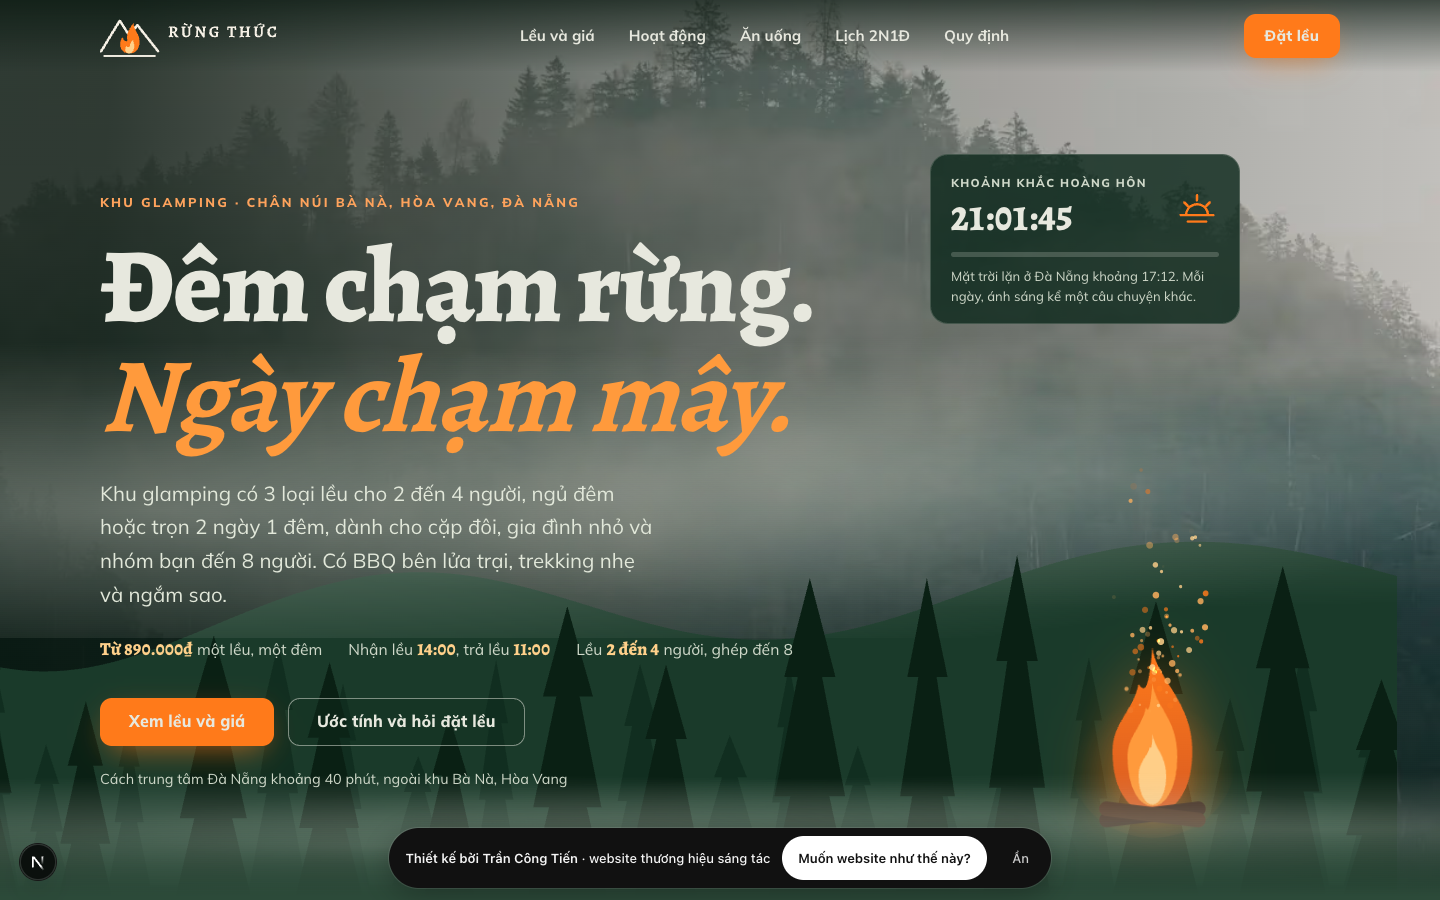 RỪNG THỨC
Lều và giá
Hoạt động
Ăn uống
Lịch 2N1Đ
Quy định
Đặt lều
KHU GLAMPING · CHÂN NÚI BÀ NÀ, HÒA VANG, ĐÀ NẴNG
Đêm chạm rừng.
Ngày chạm mây.
KHOẢNH KHẮC HOÀNG HÔN
21:01:45
Mặt trời lặn ở Đà Nẵng khoảng 17:12. Mỗi
ngày, ánh sáng kể một câu chuyện khác.
Khu glamping có 3 loại lều cho 2 đến 4 người, ngủ đêm
hoặc trọn 2 ngày 1 đêm, dành cho cặp đôi, gia đình nhỏ và
nhóm bạn đến 8 người. Có BBQ bên lửa trại, trekking nhẹ
và ngắm sao.
Từ 890.000₫ một lều, một đêm
Nhận lều 14:00, trả lều 11:00
Lều 2 đến 4 người, ghép đến 8
Xem lều và giá
Ước tính và hỏi đặt lều
Cách trung tâm Đà Nẵng khoảng 40 phút, ngoài khu Bà Nà, Hòa Vang
Thiết kế bởi Trần Công Tiến · website thương hiệu sáng tác
Muốn website như thế này?
Ẩn
N